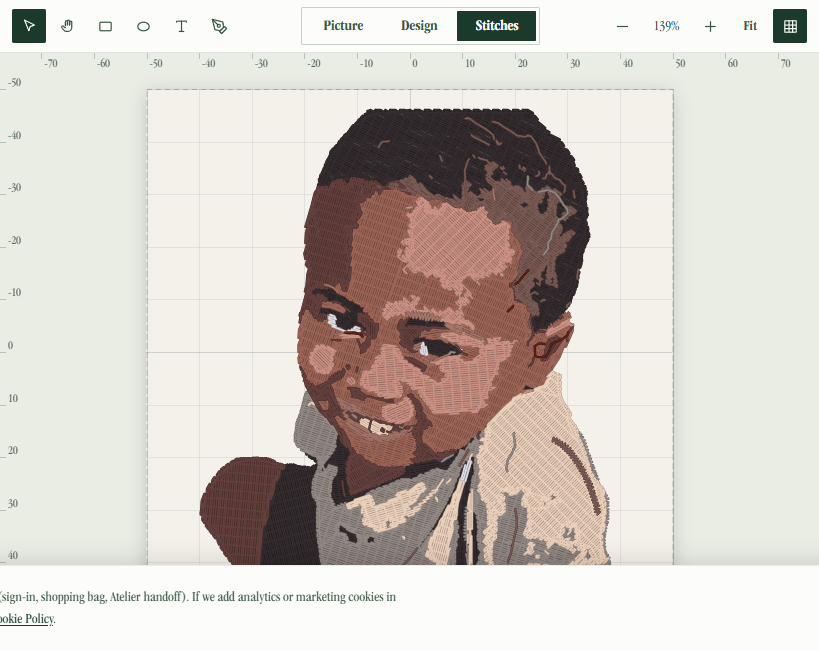 Picture Design Stitches 139% Fit
-70 -60 -50 -40 -30 -20 -10 0 10 20 30 40 50 60 70
-50
-40
-30
-20
-10
0
10
20
30
40
(sign-in, shopping bag, Atelier handoff). If we add analytics or marketing cookies in
ookie Policy.